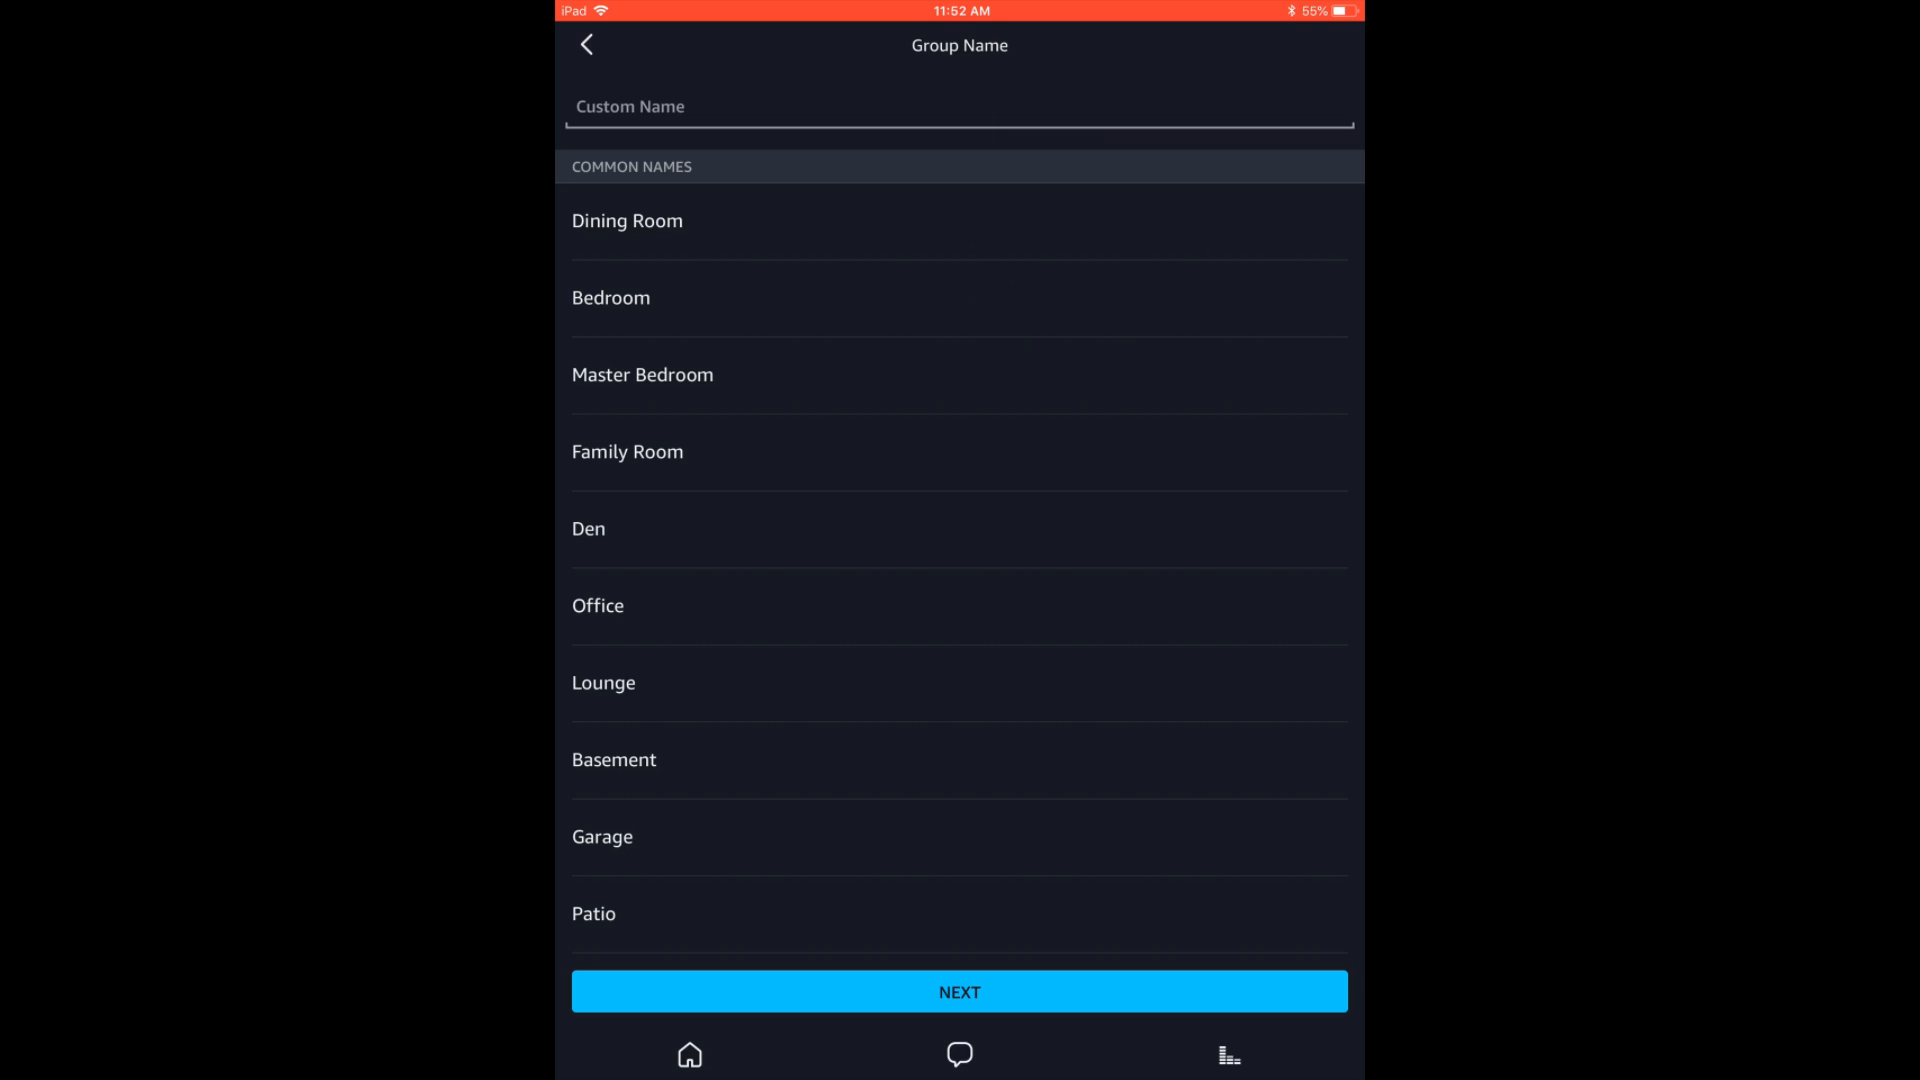 iPad
11:52 AM
55%
Group Name
Custom Name
COMMON NAMES
Dining Room
Bedroom
Master Bedroom
Family Room
Den
Office
Lounge
Basement
Garage
Patio
NEXT